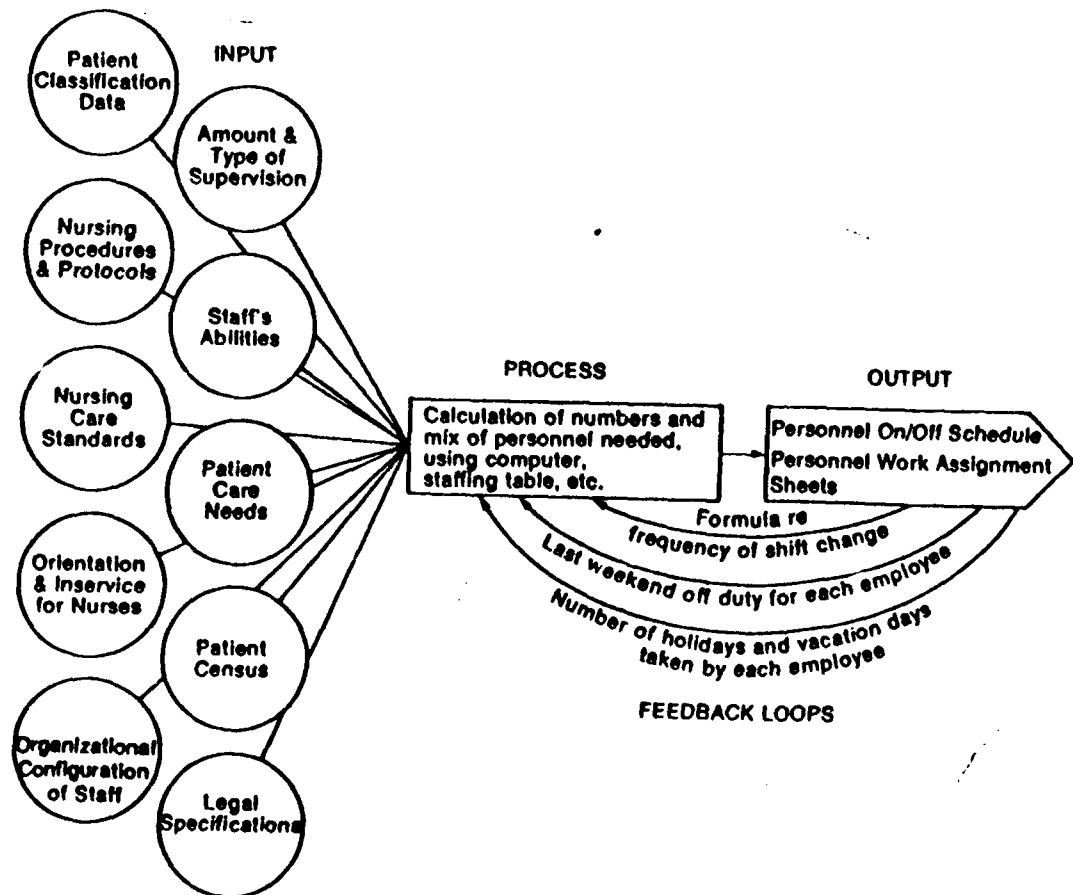 INPUT
Patient
Classification
Data
Amount &
Type of
Supervision
Nursing
Procedures
& Protocols
Staff's
Abilities
Nursing
Care
Standards
Patient
Care
Needs
Orientation
& Inservice
for Nurses
Patient
Census
Organizational
Configuration
of Staff
Legal
Specifications
PROCESS
Calculation of numbers and
mix of personnel needed,
using computer,
staffing table, etc.
OUTPUT
Personnel On/Off Schedule
Personnel Work Assignment
Sheets
Formula re
frequency of shift change
Last weekend off duty for each employee
Number of holidays and vacation days
taken by each employee
FEEDBACK LOOPS